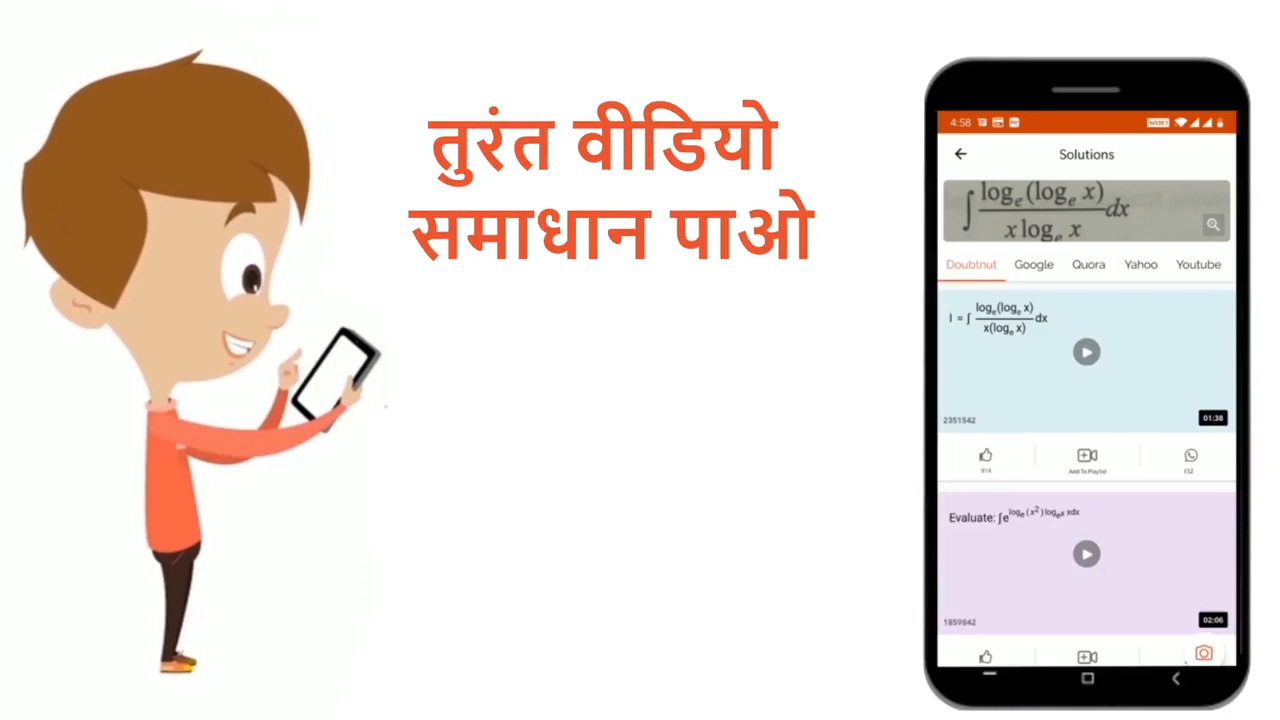 तुरंत वीडियो
समाधान पाओ
4:58
Solutions
∫ logₑ(logₑ x) / x logₑ x dx
Doubtnut Google Quora Yahoo Youtube
I = ∫ logₑ(logₑ x) / x(logₑ x) dx
2351542 01:38
914 Add To Playlist 152
Evaluate: ∫e^logₑ(x²) logₑx xdx
1859842 02:06